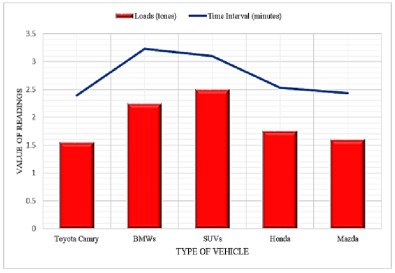 Loads (tones) Time Interval (minutes)
3.5
3
2.5
2
1.5
1
0.5
0
VALUE OF READINGS
Toyota Camry BMWs SUVs Honda Mazda
TYPE OF VEHICLE